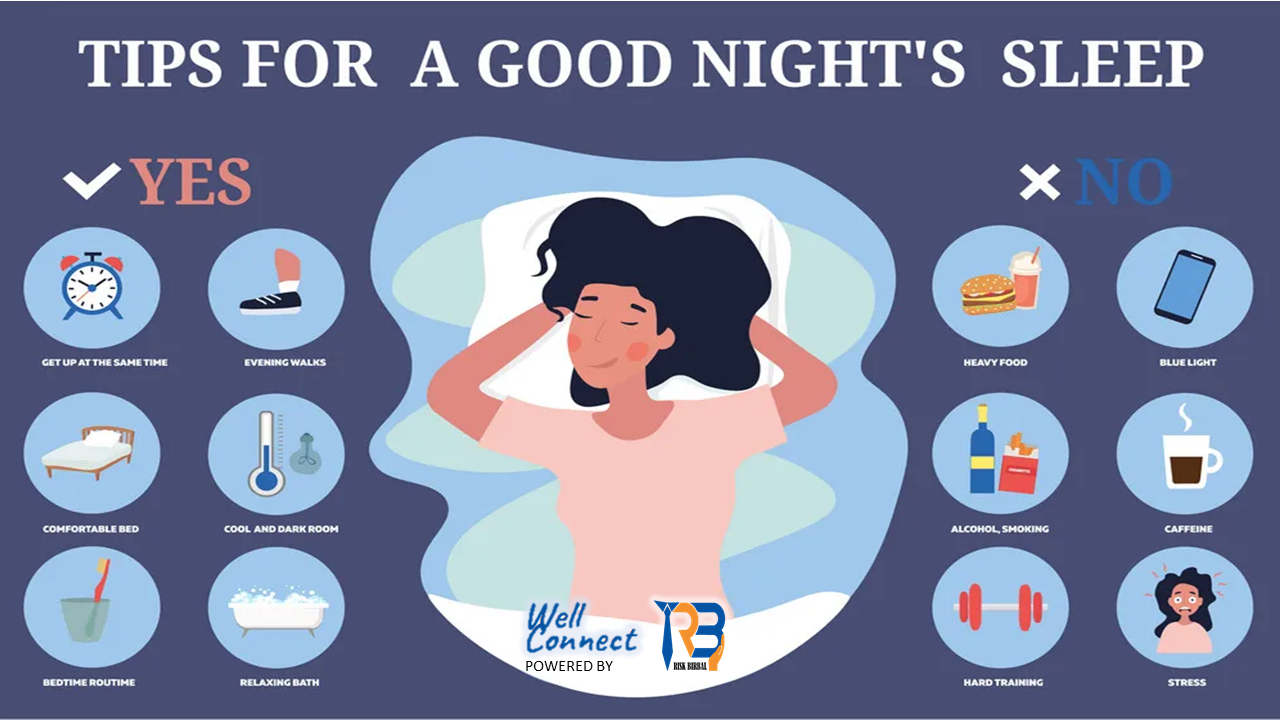 TIPS FOR A GOOD NIGHT'S SLEEP
YES
GET UP AT THE SAME TIME
EVENING WALKS
COMFORTABLE BED
COOL AND DARK ROOM
BEDTIME ROUTINE
RELAXING BATH
NO
HEAVY FOOD
BLUE LIGHT
ALCOHOL, SMOKING
CAFFEINE
HARD TRAINING
STRESS
Well
Connect
POWERED BY
RB
RISK BIRBAL